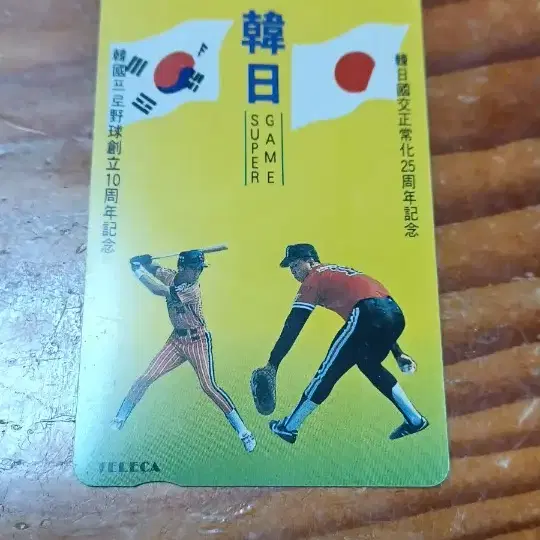 韓日
SUPER
GAME
韓國프로野球創立10周年記念
韓日國交正常化25周年記念
TELECA